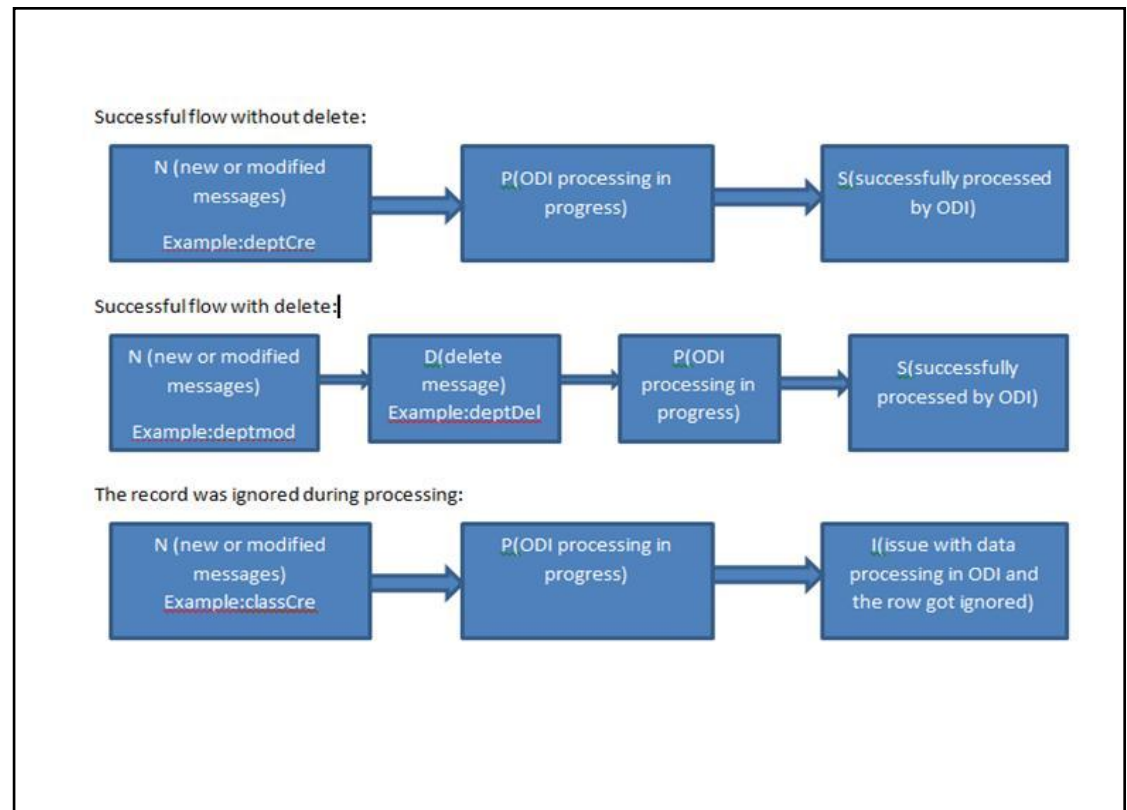 Successful flow without delete:
N (new or modified
messages)
Example:deptCre
P(ODI processing in
progress)
S(successfully processed
by ODI)
Successful flow with delete:
N (new or modified
messages)
Example:deptmod
D(delete
message)
Example:deptDel
P(ODI
processing in
progress)
S(successfully
processed by ODI)
The record was ignored during processing:
N (new or modified
messages)
Example:classCre
P(ODI processing in
progress)
I(issue with data
processing in ODI and
the row got ignored)